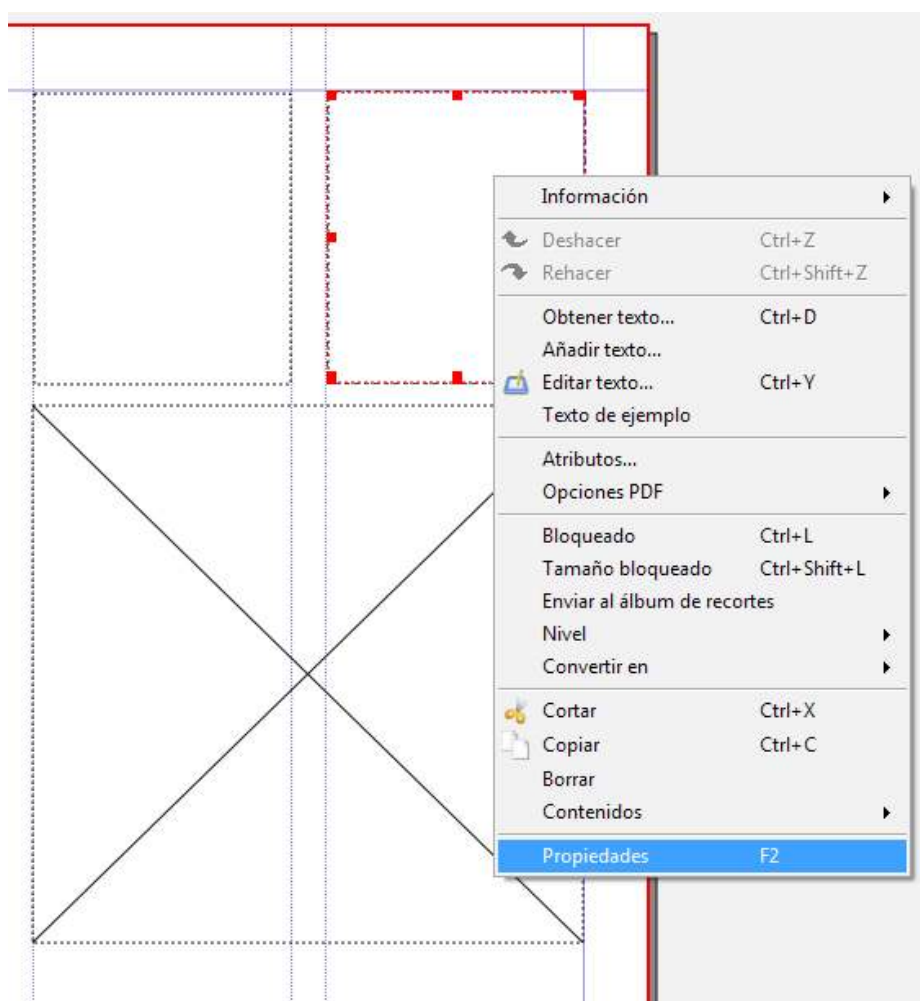 Información
Deshacer Ctrl+Z
Rehacer Ctrl+Shift+Z
Obtener texto... Ctrl+D
Añadir texto...
Editar texto... Ctrl+Y
Texto de ejemplo
Atributos...
Opciones PDF
Bloqueado Ctrl+L
Tamaño bloqueado Ctrl+Shift+L
Enviar al álbum de recortes
Nivel
Convertir en
Cortar Ctrl+X
Copiar Ctrl+C
Borrar
Contenidos
Propiedades F2